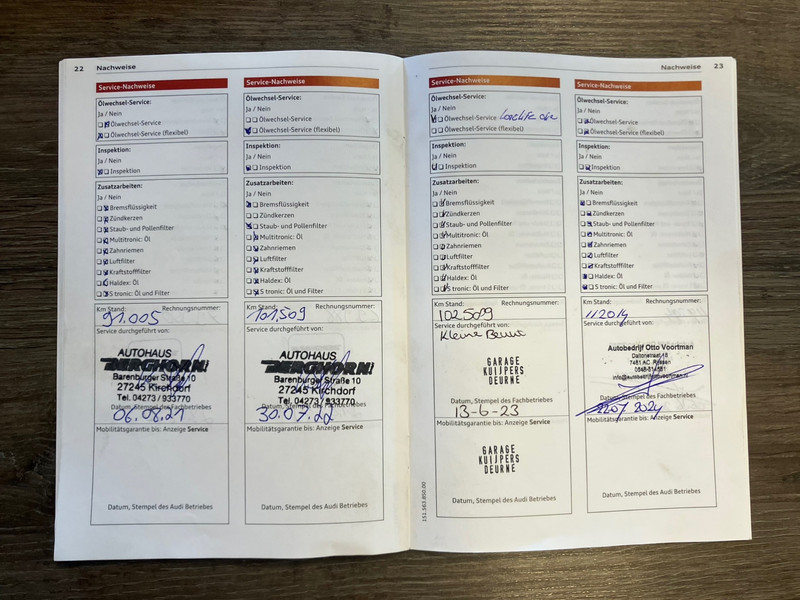 22 Nachweise
Service-Nachweise
Ölwechsel-Service:
Ja / Nein
Ölwechsel-Service
Ölwechsel-Service (flexibel)
Inspektion:
Ja / Nein
Inspektion
Zusatzarbeiten:
Ja / Nein
Bremsflüssigkeit
Zündkerzen
Staub- und Pollenfilter
Multitronic: Öl
Zahnriemen
Luftfilter
Kraftstofffilter
Haldex: Öl
S tronic: Öl und Filter
Km Stand: Rechnungsnummer:
91.005
Service durchgeführt von:
AUTOHAUS
BERGHORN
Barenburger Straße 10
27245 Kirchdorf
Tel. 04273 / 933770
Datum, Stempel des Fachbetriebes
06.08.21
Mobilitätsgarantie bis: Anzeige Service
Datum, Stempel des Audi Betriebes
Service-Nachweise
Ölwechsel-Service:
Ja / Nein
Ölwechsel-Service
Ölwechsel-Service (flexibel)
Inspektion:
Ja / Nein
Inspektion
Zusatzarbeiten:
Ja / Nein
Bremsflüssigkeit
Zündkerzen
Staub- und Pollenfilter
Multitronic: Öl
Zahnriemen
Luftfilter
Kraftstofffilter
Haldex: Öl
S tronic: Öl und Filter
Km Stand: Rechnungsnummer:
101.509
Service durchgeführt von:
AUTOHAUS
BERGHORN
Barenburger Straße 10
27245 Kirchdorf
Tel. 04273 / 933770
Datum, Stempel des Fachbetriebes
30.07.22
Mobilitätsgarantie bis: Anzeige Service
Datum, Stempel des Audi Betriebes
Nachweise 23
Service-Nachweise
Ölwechsel-Service:
Ja / Nein
Ölwechsel-Service
Ölwechsel-Service (flexibel)
Inspektion:
Ja / Nein
Inspektion
Zusatzarbeiten:
Ja / Nein
Bremsflüssigkeit
Zündkerzen
Staub- und Pollenfilter
Multitronic: Öl
Zahnriemen
Luftfilter
Kraftstofffilter
Haldex: Öl
S tronic: Öl und Filter
Km Stand: Rechnungsnummer:
102.509
Service durchgeführt von:
Kleine Beurt
GARAGE
KUIJPERS
DEURNE
Datum, Stempel des Fachbetriebes
13-6-23
Mobilitätsgarantie bis: Anzeige Service
GARAGE
KUIJPERS
DEURNE
Datum, Stempel des Audi Betriebes
151.563.850.00
Service-Nachweise
Ölwechsel-Service:
Ja / Nein
Ölwechsel-Service
Ölwechsel-Service (flexibel)
Inspektion:
Ja / Nein
Inspektion
Zusatzarbeiten:
Ja / Nein
Bremsflüssigkeit
Zündkerzen
Staub- und Pollenfilter
Multitronic: Öl
Zahnriemen
Luftfilter
Kraftstofffilter
Haldex: Öl
S tronic: Öl und Filter
Km Stand: Rechnungsnummer:
Service durchgeführt von:
Autobedrijf Otto Voortman
Daltonstraat
7461 AC Rijssen
Datum, Stempel des Fachbetriebes
22.07.2024
Mobilitätsgarantie bis: Anzeige Service
Datum, Stempel des Audi Betriebes